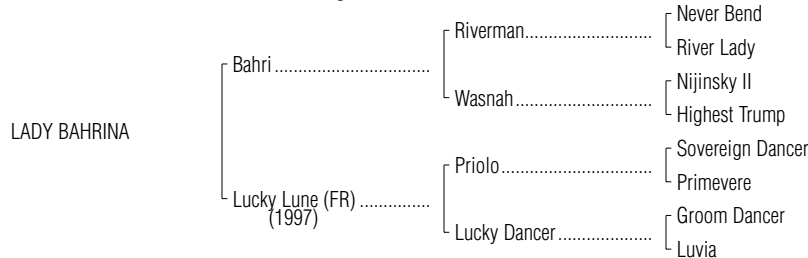 Never Bend
Riverman
River Lady
Bahri
Nijinsky II
Wasnah
Highest Trump
LADY BAHRINA
Sovereign Dancer
Priolo
Primevere
Lucky Lune (FR)
(1997)
Groom Dancer
Lucky Dancer
Luvia